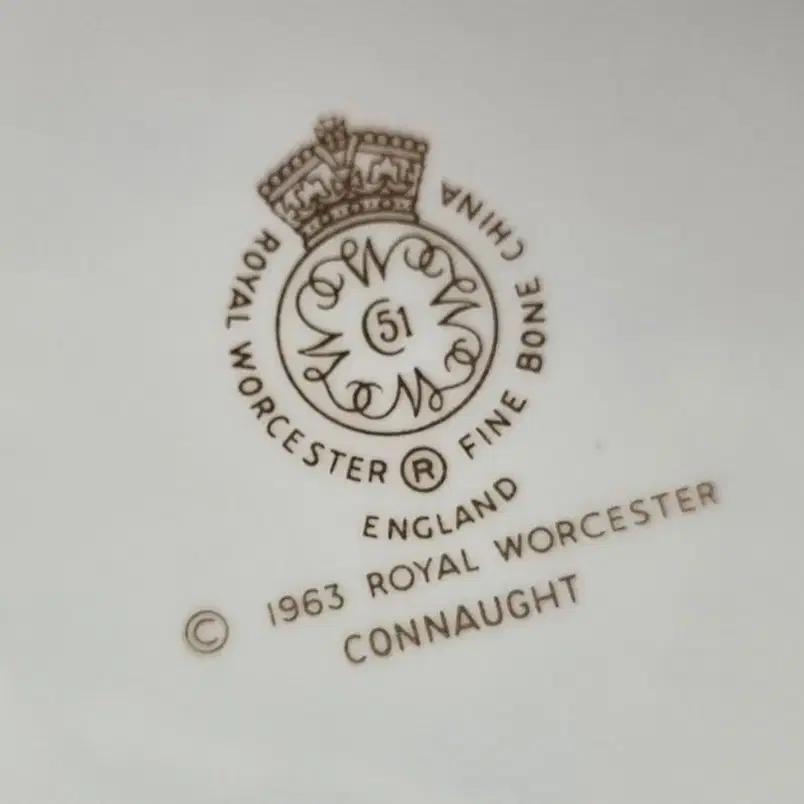 ROYAL WORCESTER ® FINE BONE CHINA
51
ENGLAND
© 1963 ROYAL WORCESTER
CONNAUGHT